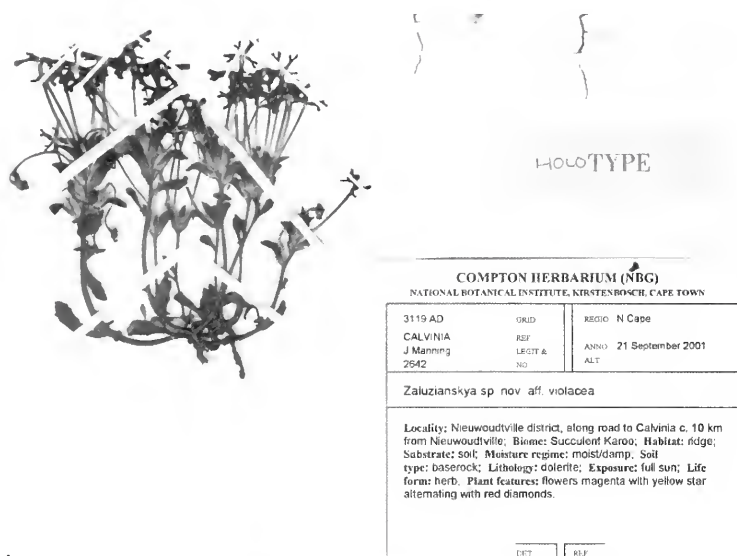 HOLOTYPE
COMPTON HERBARIUM (NBG)
NATIONAL BOTANICAL INSTITUTE, KIRSTENBOSCH, CAPE TOWN
3119 AD GRID REGIO N Cape
CALVINIA REF
J Manning LEGIT & ANNO 21 September 2001
2642 NO ALT
Zaluzianskya sp nov aff. violacea
Locality: Nieuwoudtville district, along road to Calvinia c. 10 km
from Nieuwoudtville; Biome: Succulent Karoo; Habitat: ridge;
Substrate: soil; Moisture regime: moist/damp, Soil
type: baserock; Lithology: dolerite; Exposure: full sun; Life
form: herb, Plant features: flowers magenta with yellow star
alternating with red diamonds.
DET REF